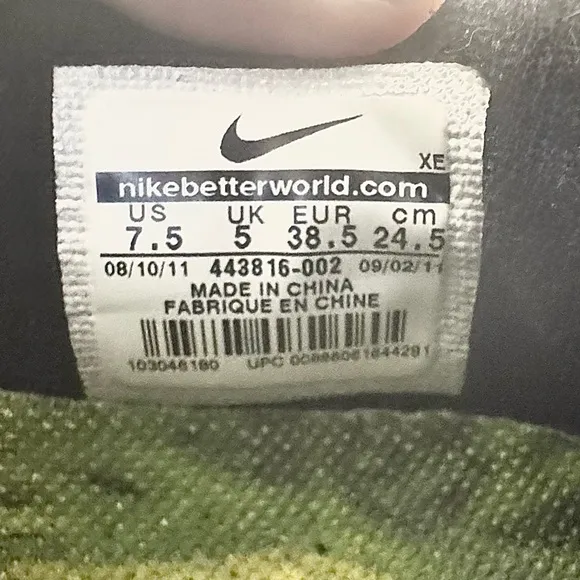 XE
nikebetterworld.com
US UK EUR cm
7.5 5 38.5 24.5
08/10/11 443816-002 09/02/11
MADE IN CHINA
FABRIQUE EN CHINE
UPC